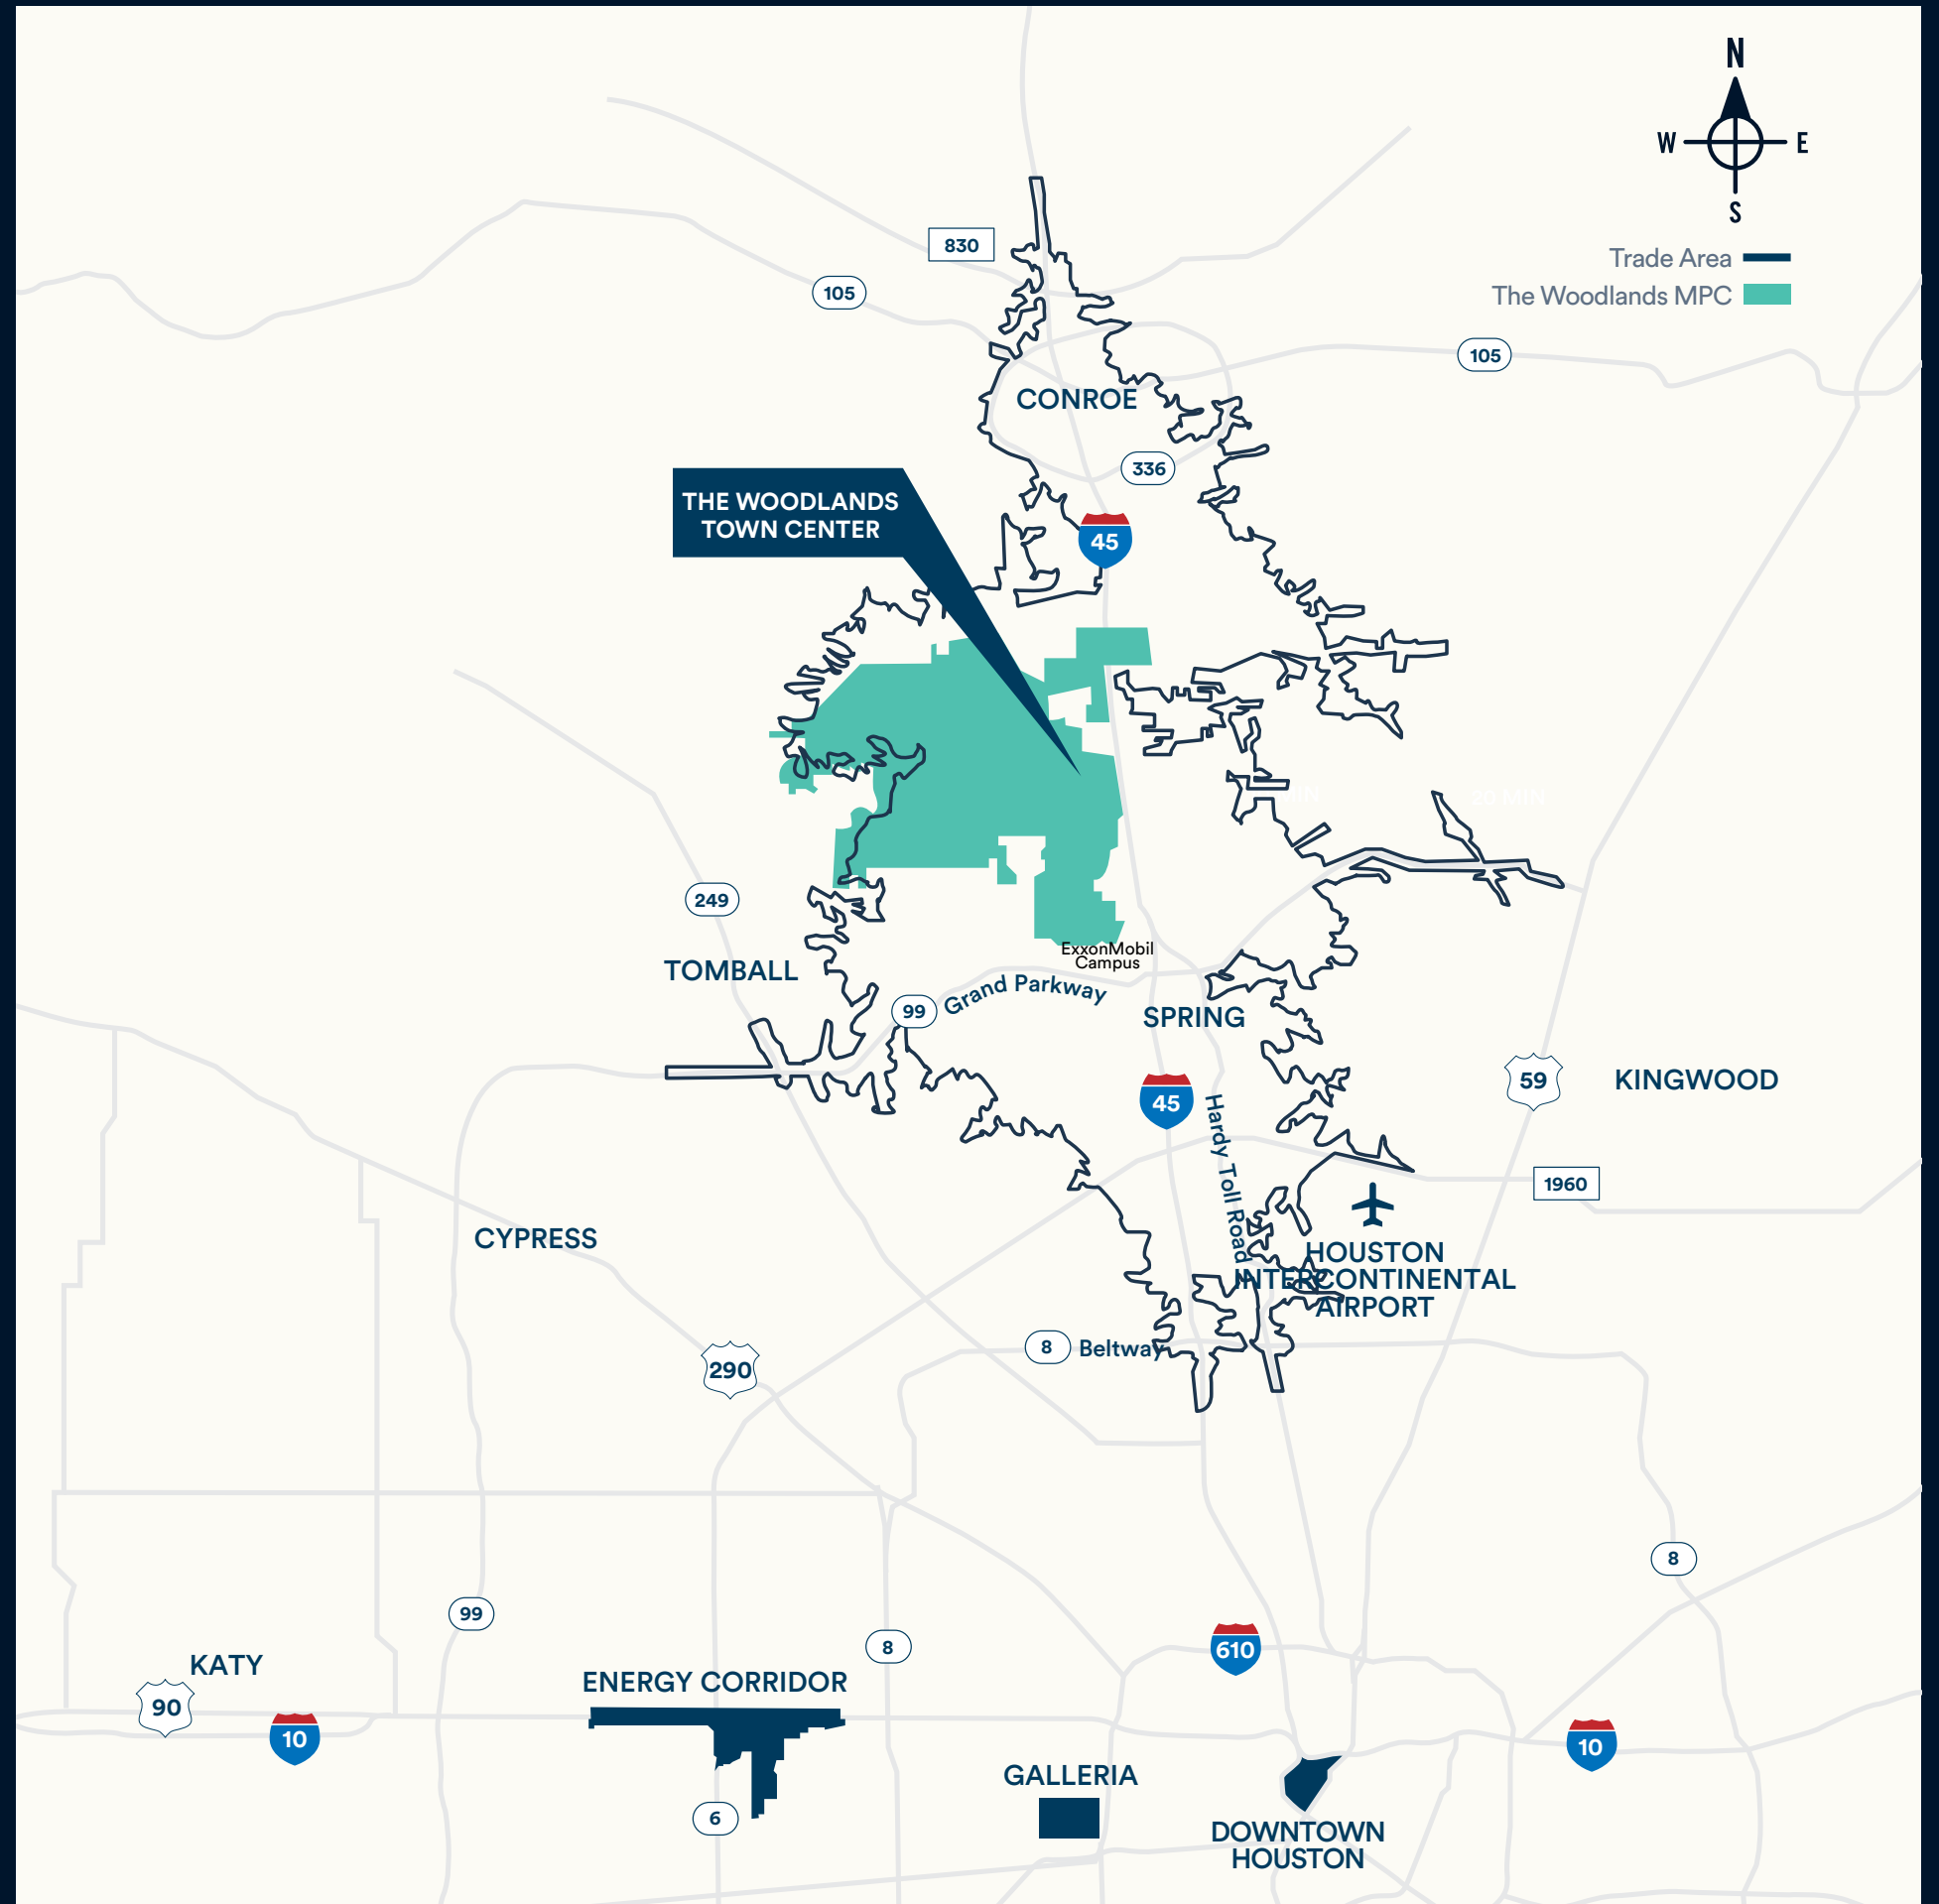 N
W E
S
Trade Area
The Woodlands MPC
830
105
105
CONROE
336
THE WOODLANDS
TOWN CENTER
45
20 MIN
249
ExxonMobil
Campus
TOMBALL
99
Grand Parkway
SPRING
59
KINGWOOD
45
Hardy Toll Road
1960
CYPRESS
HOUSTON
INTERCONTINENTAL
AIRPORT
8
Beltway
290
8
99
8
610
KATY
90
10
ENERGY CORRIDOR
10
GALLERIA
6
DOWNTOWN
HOUSTON